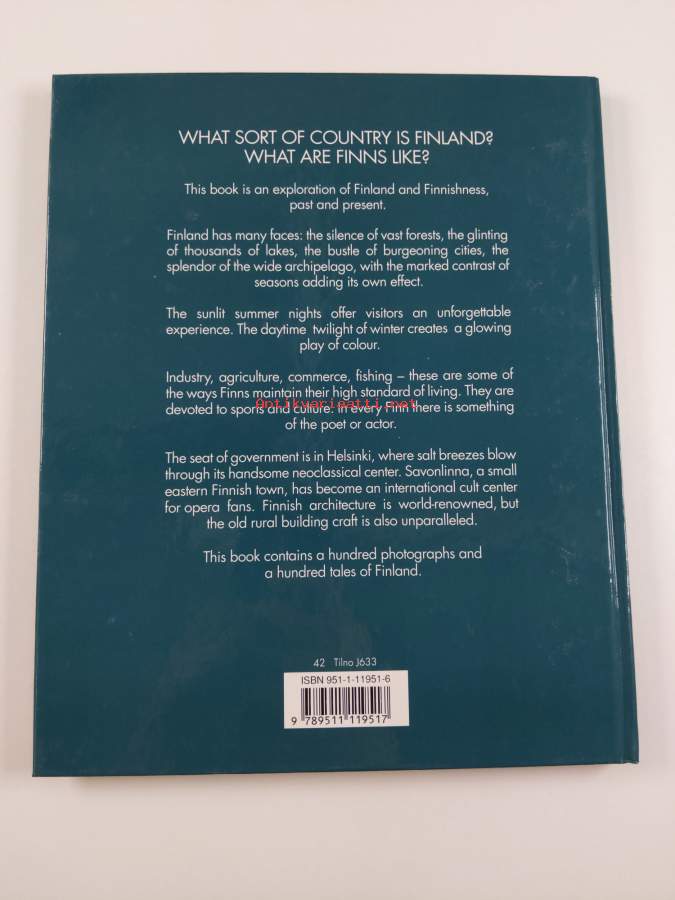 WHAT SORT OF COUNTRY IS FINLAND?
WHAT ARE FINNS LIKE?
This book is an exploration of Finland and Finnishness,
past and present.
Finland has many faces: the silence of vast forests, the glinting
of thousands of lakes, the bustle of burgeoning cities, the
splendor of the wide archipelago, with the marked contrast of
seasons adding its own effect.
The sunlit summer nights offer visitors an unforgettable
experience. The daytime twilight of winter creates a glowing
play of colour.
Industry, agriculture, commerce, fishing – these are some of
the ways Finns maintain their high standard of living. They are
devoted to sports and culture. In every Finn there is something
Antikvariaatti.net
of the poet or actor.
The seat of government is in Helsinki, where salt breezes blow
through its handsome neoclassical center. Savonlinna, a small
eastern Finnish town, has become an international cult center
for opera fans. Finnish architecture is world-renowned, but
the old rural building craft is also unparalleled.
This book contains a hundred photographs and
a hundred tales of Finland.
42 Tilno J633
ISBN 951-1-11951-6
9 789511 119517